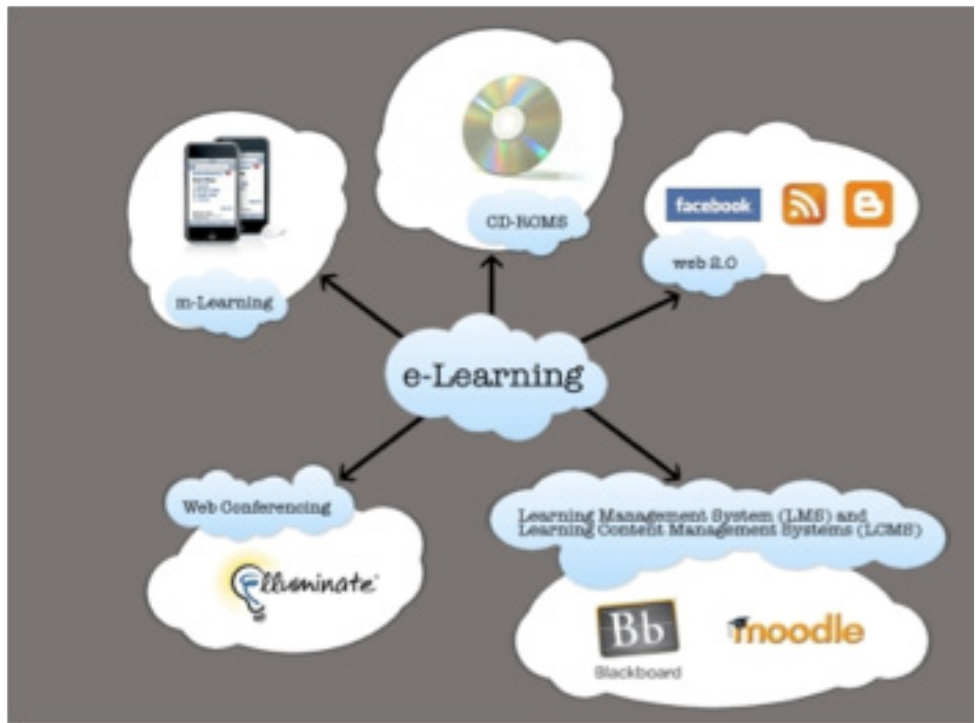 CD-ROMS
facebook
web 2.0
m-Learning
e-Learning
Web Conferencing
elluminate
Learning Management System (LMS) and
Learning Content Management Systems (LCMS)
Bb
Blackboard
moodle